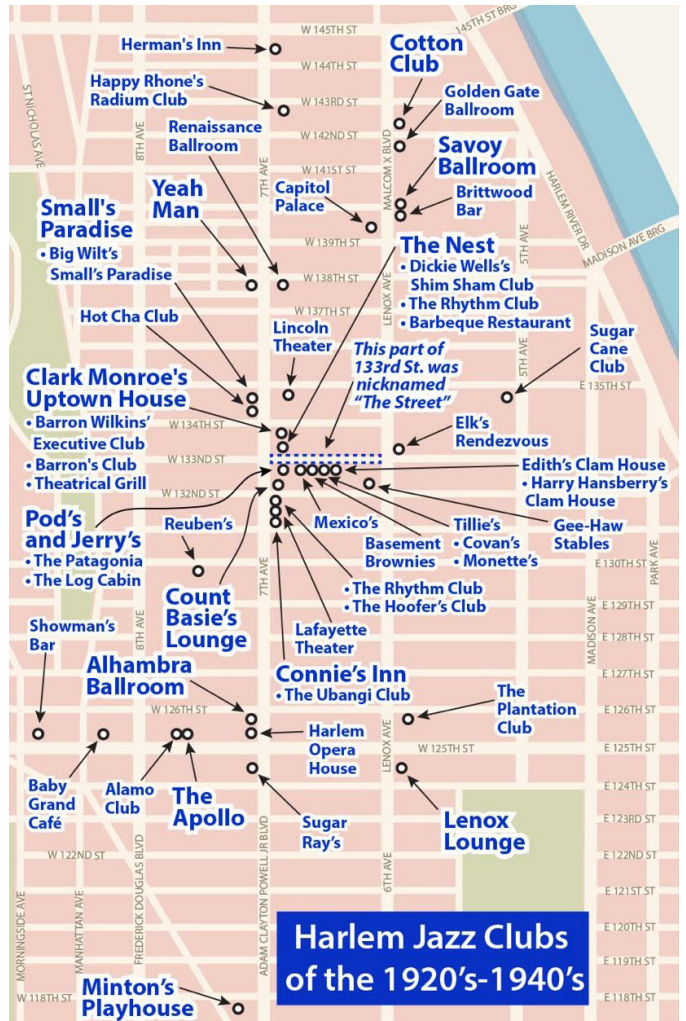 W 145TH ST
145TH ST BRG
Herman's Inn
Cotton
Club
W 144TH ST
Happy Rhone's
Radium Club
W 143RD ST
Golden Gate
Ballroom
ST NICHOLAS AVE
8TH AVE
Renaissance
Ballroom
7TH AVE
W 142ND ST
MALCOM X BLVD
Savoy
Ballroom
W 141ST ST
HARLEM RIVER DR
Yeah
Man
Capitol
Palace
Brittwood
Bar
Small's
Paradise
• Big Wilt's
Small's Paradise
W 139TH ST
5TH AVE
MADISON AVE BRG
The Nest
• Dickie Wells's
Shim Sham Club
• The Rhythm Club
• Barbeque Restaurant
W 138TH ST
LENOX AVE
W 137TH ST
Hot Cha Club
Lincoln
Theater
This part of
133rd St. was
nicknamed
“The Street”
5TH AVE
Sugar
Cane
Club
E 135TH ST
Clark Monroe's
Uptown House
• Barron Wilkins'
Executive Club
• Barron's Club
• Theatrical Grill
W 134TH ST
Elk's
Rendezvous
W 133ND ST
Edith's Clam House
• Harry Hansberry's
Clam House
W 132ND ST
Pod's
and Jerry's
• The Patagonia
• The Log Cabin
Reuben's
Mexico's
Basement
Brownies
Tillie's
• Covan's
• Monette's
Gee-Haw
Stables
E 130TH ST
PARK AVE
7TH AVE
Count
Basie's
Lounge
• The Rhythm Club
• The Hoofer's Club
E 129TH ST
Showman's
Bar
8TH AVE
Lafayette
Theater
MADISON AVE
E 128TH ST
Alhambra
Ballroom
Connie's Inn
• The Ubangi Club
E 127TH ST
The
Plantation
Club
W 126TH ST
E 126TH ST
Harlem
Opera
House
LENOX AVE
W 125TH ST
E 125TH ST
Baby
Grand
Café
Alamo
Club
The
Apollo
Sugar
Ray's
Lenox
Lounge
E 124TH ST
E 123RD ST
W 122ND ST
E 122ND ST
MORNINGSIDE AVE
MANHATTAN AVE
FREDERICK DOUGLAS BLVD
ADAM CLAYTON POWELL JR BLVD
6TH AVE
E 121ST ST
E 120TH ST
Harlem Jazz Clubs
of the 1920's-1940's
E 119TH ST
Minton's
Playhouse
W 118TH ST
E 118TH ST